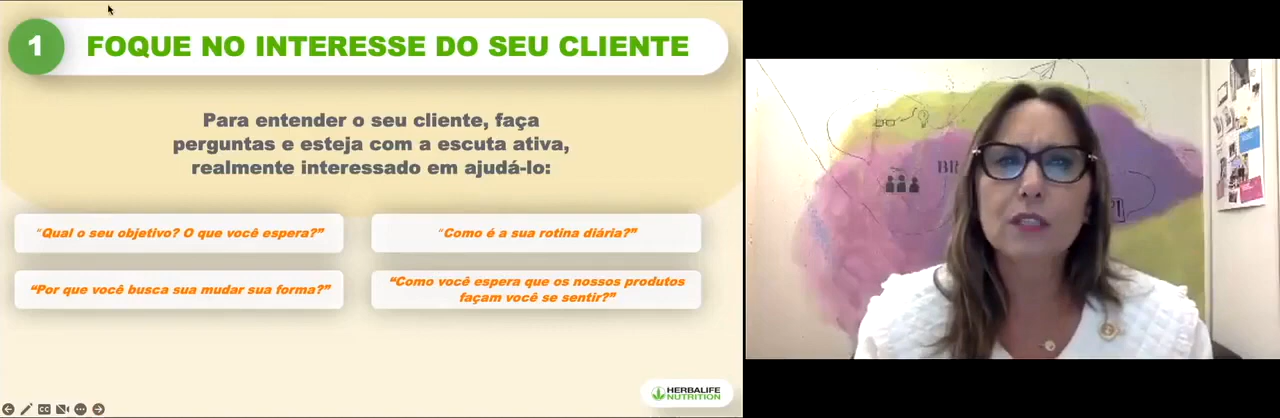 1 FOQUE NO INTERESSE DO SEU CLIENTE
Para entender o seu cliente, faça
perguntas e esteja com a escuta ativa,
realmente interessado em ajudá-lo:
"Qual o seu objetivo? O que você espera?"
"Como é a sua rotina diária?"
"Por que você busca sua mudar sua forma?"
"Como você espera que os nossos produtos
façam você se sentir?"
HERBALIFE
NUTRITION
CC
BR